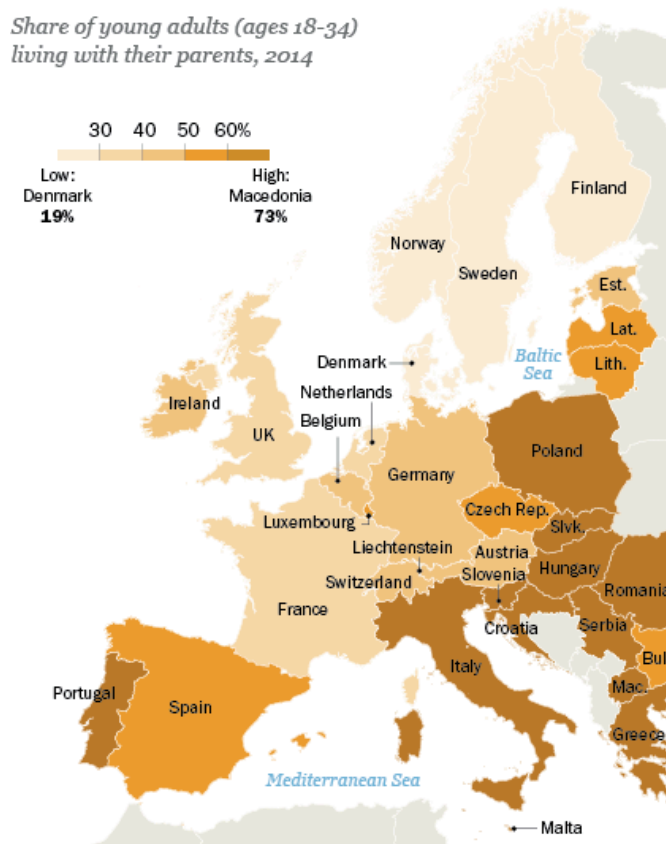 Share of young adults (ages 18-34)
living with their parents, 2014
30 40 50 60%
Low:
Denmark
19%
High:
Macedonia
73%
Finland
Norway
Sweden
Est.
Lat.
Baltic
Sea
Lith.
Denmark
Netherlands
Ireland
Belgium
UK
Poland
Germany
Czech Rep.
Luxembourg
Slvk.
Liechtenstein
Austria
Hungary
Switzerland
Slovenia
Romania
France
Croatia
Serbia
Bul
Italy
Mac.
Portugal
Spain
Greece
Mediterranean Sea
Malta